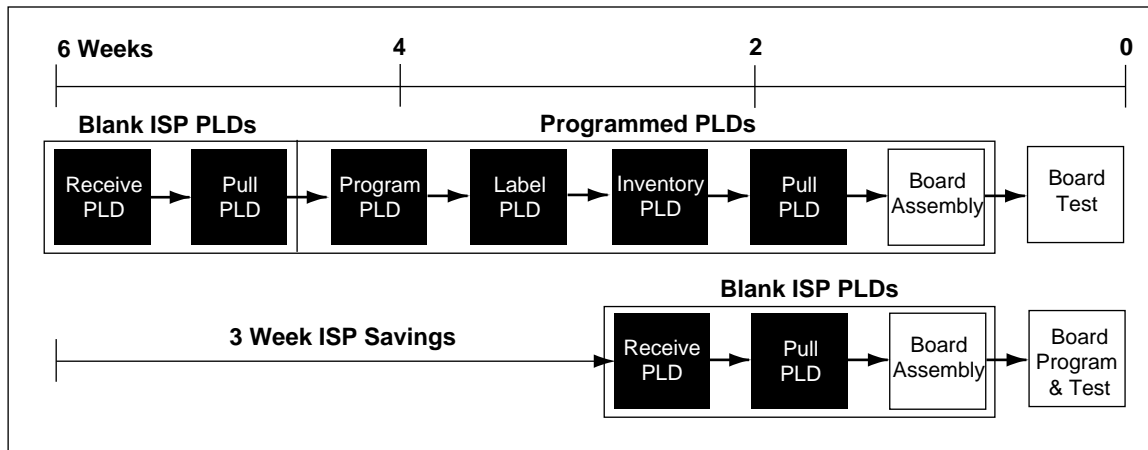 6 Weeks 4 2 0
Blank ISP PLDs Programmed PLDs
Receive
PLD
Pull
PLD
Program
PLD
Label
PLD
Inventory
PLD
Pull
PLD
Board
Assembly
Board
Test
Blank ISP PLDs
3 Week ISP Savings
Receive
PLD
Pull
PLD
Board
Assembly
Board
Program
& Test